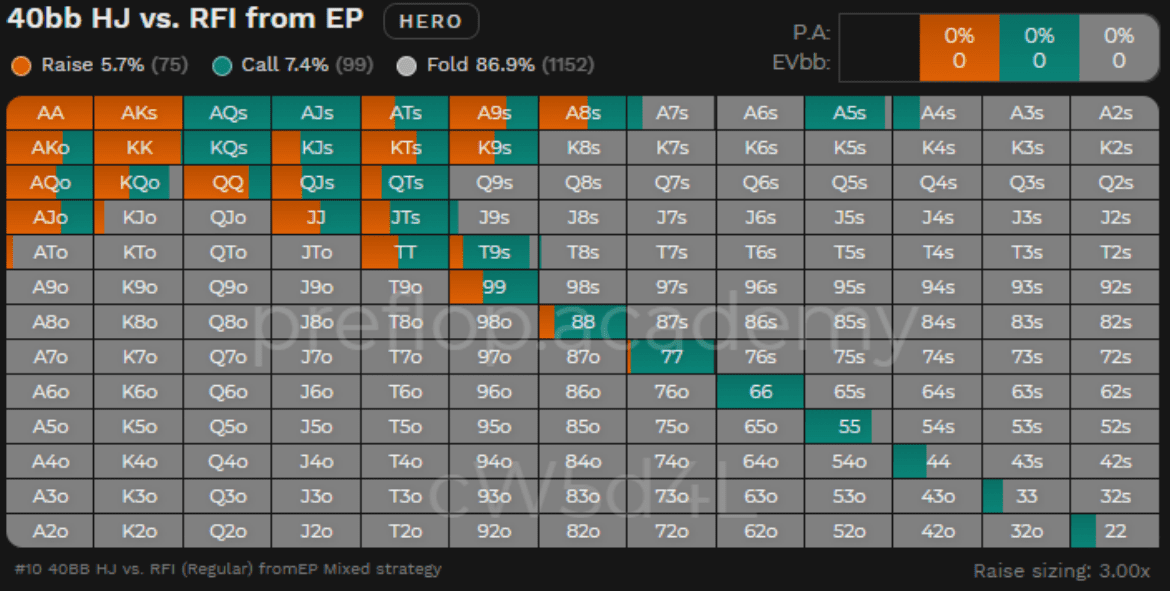 40bb HJ vs. RFI from EP HERO
P.A: 0% 0% 0%
EVbb: 0 0 0
Raise 5.7% (75) Call 7.4% (99) Fold 86.9% (1152)
AA AKs AQs AJs ATs A9s A8s A7s A6s A5s A4s A3s A2s
AKo KK KQs KJs KTs K9s K8s K7s K6s K5s K4s K3s K2s
AQo KQo QQ QJs QTs Q9s Q8s Q7s Q6s Q5s Q4s Q3s Q2s
AJo KJo QJo JJ JTs J9s J8s J7s J6s J5s J4s J3s J2s
ATo KTo QTo JTo TT T9s T8s T7s T6s T5s T4s T3s T2s
A9o K9o Q9o J9o T9o 99 98s 97s 96s 95s 94s 93s 92s
A8o K8o Q8o J8o T8o 98o 88 87s 86s 85s 84s 83s 82s
preflop.academy
A7o K7o Q7o J7o T7o 97o 87o 77 76s 75s 74s 73s 72s
A6o K6o Q6o J6o T6o 96o 86o 76o 66 65s 64s 63s 62s
A5o K5o Q5o J5o T5o 95o 85o 75o 65o 55 54s 53s 52s
A4o K4o Q4o J4o T4o 94o 84o 74o 64o 54o 44 43s 42s
cW5d4L
A3o K3o Q3o J3o T3o 93o 83o 73o 63o 53o 43o 33 32s
A2o K2o Q2o J2o T2o 92o 82o 72o 62o 52o 42o 32o 22
#10 40BB HJ vs. RFI (Regular) fromEP Mixed strategy
Raise sizing: 3.00x